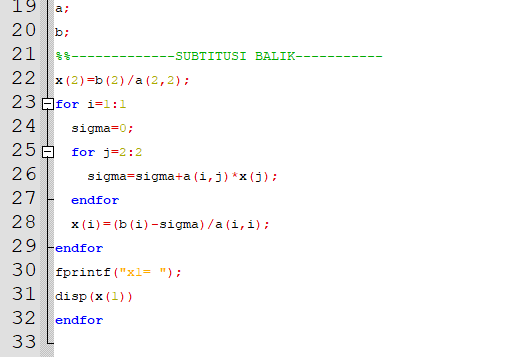 19 a;
20 b;
21 %%-------------SUBTITUSI BALIK-----------
22 x(2)=b(2)/a(2,2);
23 for i=1:1
24 sigma=0;
25 for j=2:2
26 sigma=sigma+a(i,j)*x(j);
27 endfor
28 x(i)=(b(i)-sigma)/a(i,i);
29 endfor
30 fprintf("x1= ");
31 disp(x(1))
32 endfor
33